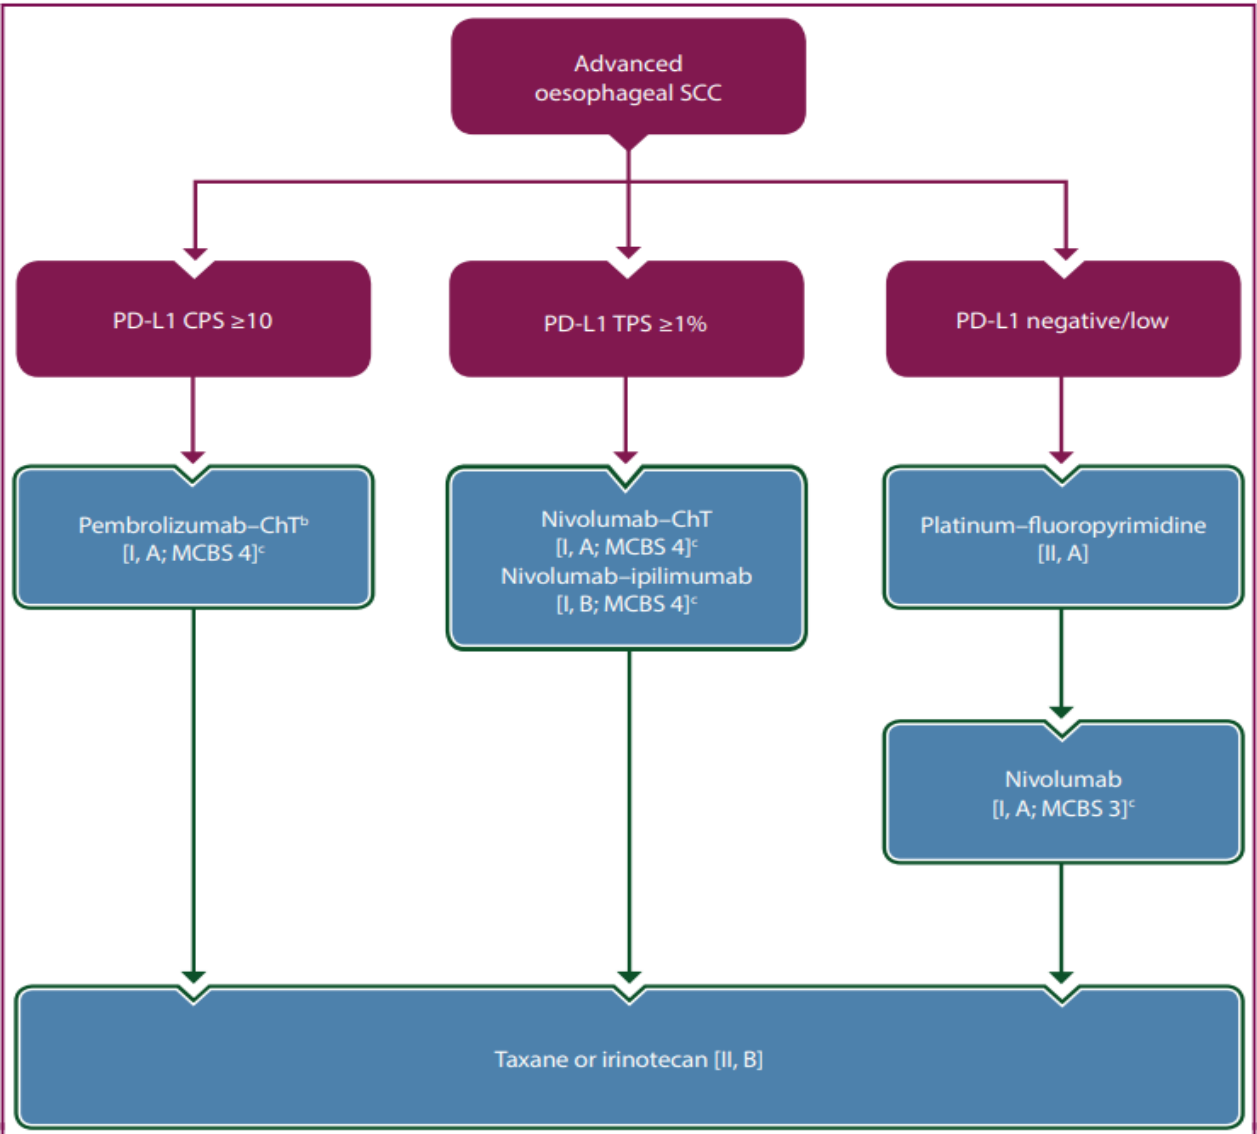 Advanced
oesophageal SCC
PD-L1 CPS ≥10
PD-L1 TPS ≥1%
PD-L1 negative/low
Pembrolizumab–ChTᵇ
[I, A; MCBS 4]ᶜ
Nivolumab–ChT
[I, A; MCBS 4]ᶜ
Nivolumab–ipilimumab
[I, B; MCBS 4]ᶜ
Platinum–fluoropyrimidine
[II, A]
Nivolumab
[I, A; MCBS 3]ᶜ
Taxane or irinotecan [II, B]